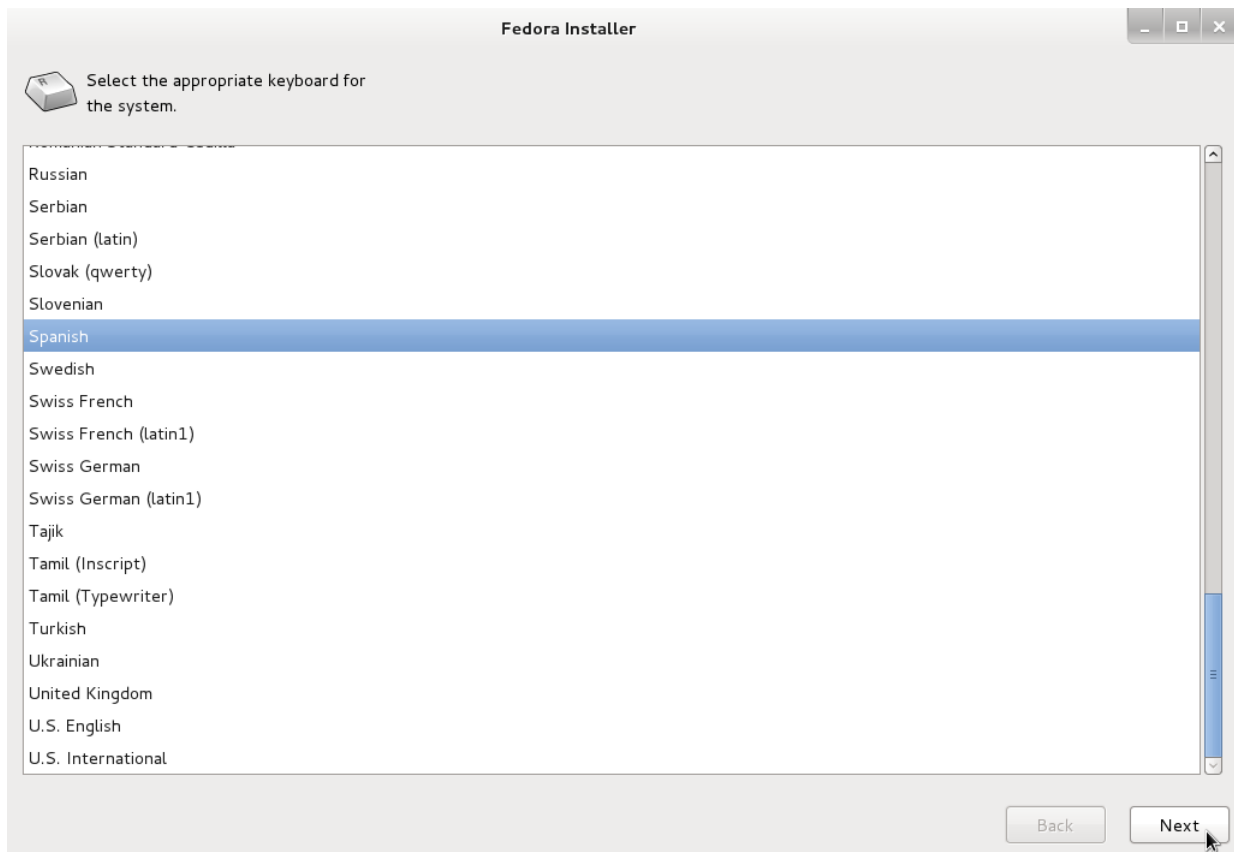 Fedora Installer
Select the appropriate keyboard for
the system.
Russian
Serbian
Serbian (latin)
Slovak (qwerty)
Slovenian
Spanish
Swedish
Swiss French
Swiss French (latin1)
Swiss German
Swiss German (latin1)
Tajik
Tamil (Inscript)
Tamil (Typewriter)
Turkish
Ukrainian
United Kingdom
U.S. English
U.S. International
Back
Next